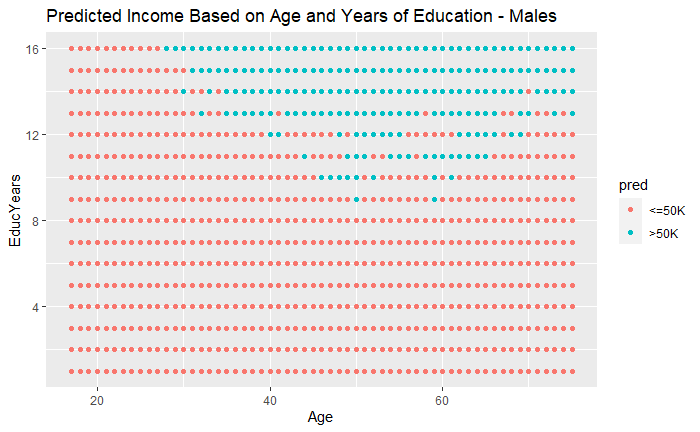 Predicted Income Based on Age and Years of Education - Males
16
12
8
4
EducYears
20
40
60
Age
pred
<=50K
>50K